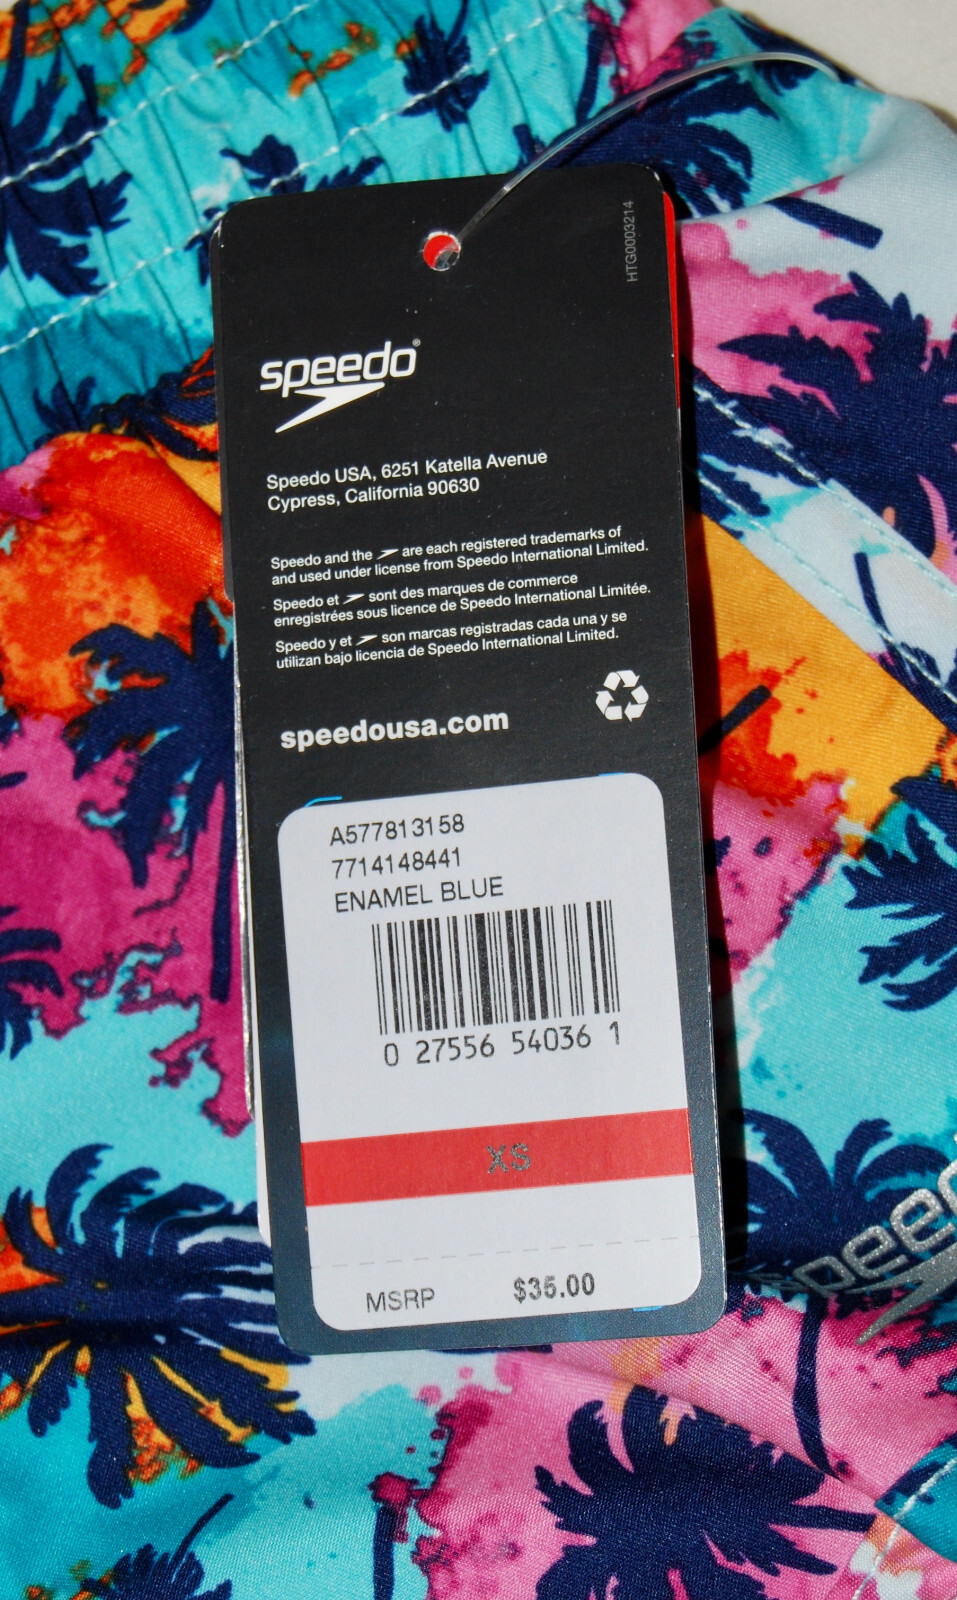 HTG0003214
speedo®
Speedo USA, 6251 Katella Avenue
Cypress, California 90630
Speedo and the are each registered trademarks of
and used under license from Speedo International Limited.
Speedo et sont des marques de commerce
enregistrées sous licence de Speedo International Limitée.
Speedo y et son marcas registradas cada una y se
utilizan bajo licencia de Speedo International Limited.
speedousa.com
A577813158
7714148441
ENAMEL BLUE
0 27556 54036 1
XS
MSRP $35.00
speedo